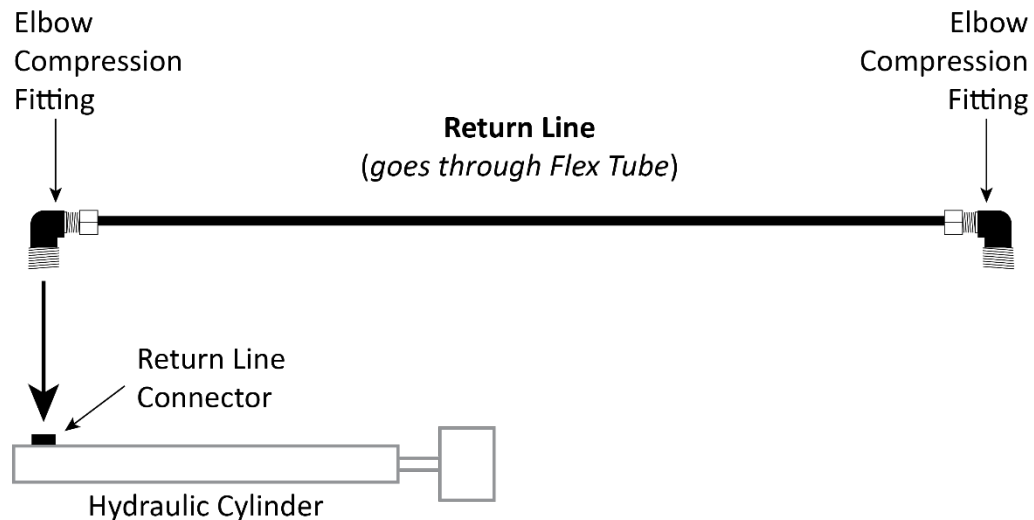 Elbow
Compression
Fitting
Elbow
Compression
Fitting
Return Line
(goes through Flex Tube)
Return Line
Connector
Hydraulic Cylinder